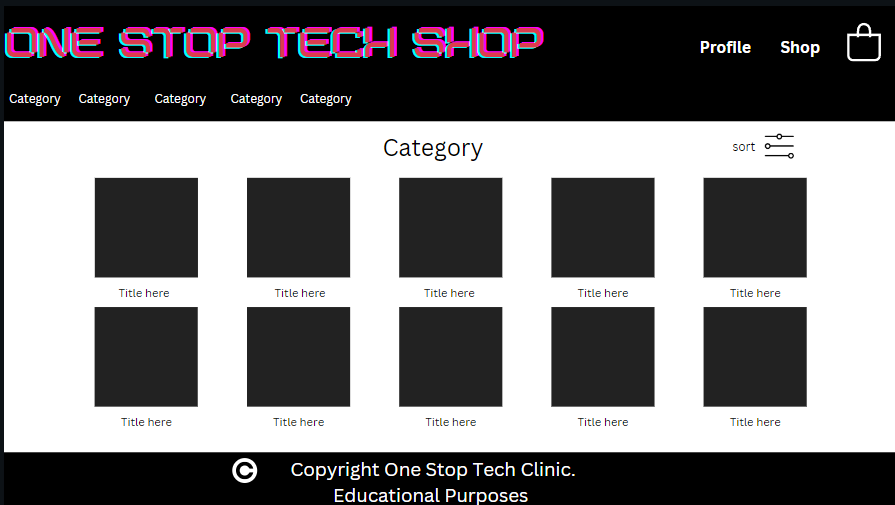 ONE STOP TECH SHOP
Profile Shop
Category Category Category Category Category
Category
sort
Title here Title here Title here Title here Title here
Title here Title here Title here Title here Title here
© Copyright One Stop Tech Clinic.
Educational Purposes